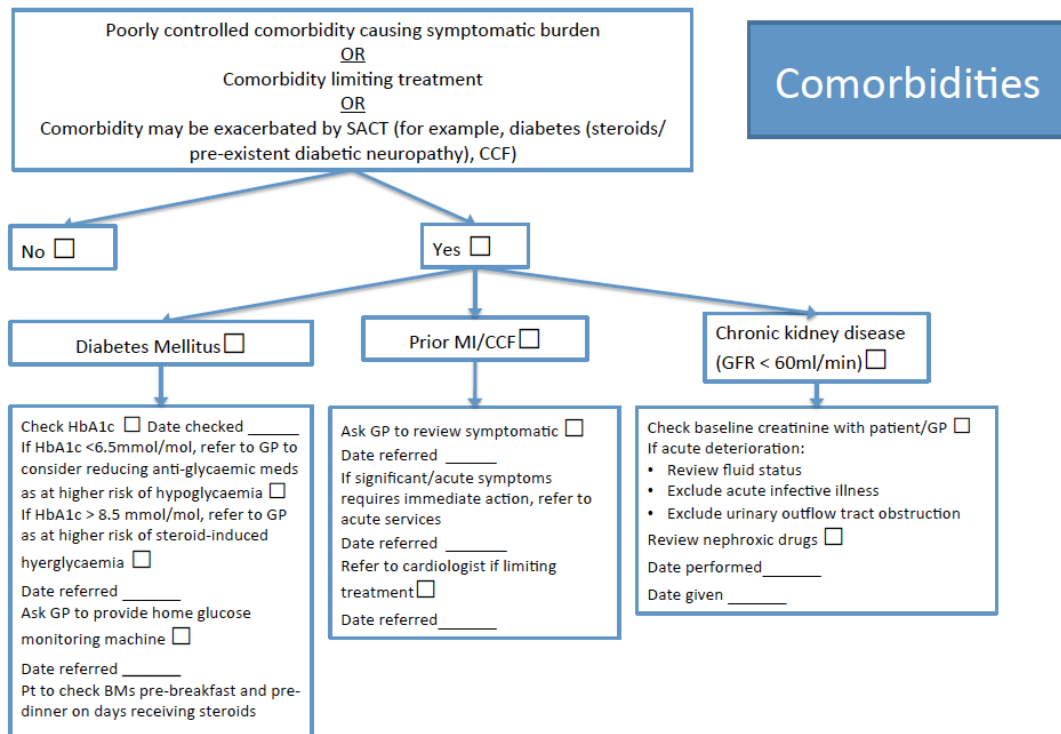 Poorly controlled comorbidity causing symptomatic burden
OR
Comorbidity limiting treatment
OR
Comorbidity may be exacerbated by SACT (for example, diabetes (steroids/
pre-existent diabetic neuropathy), CCF)
Comorbidities
No ☐
Yes ☐
Diabetes Mellitus ☐
Prior MI/CCF ☐
Chronic kidney disease
(GFR < 60ml/min) ☐
Check HbA1c ☐ Date checked ______
If HbA1c <6.5mmol/mol, refer to GP to
consider reducing anti-glycaemic meds
as at higher risk of hypoglycaemia ☐
If HbA1c > 8.5 mmol/mol, refer to GP
as at higher risk of steroid-induced
hyerglycaemia ☐
Date referred _______
Ask GP to provide home glucose
monitoring machine ☐
Date referred _______
Pt to check BMs pre-breakfast and pre-
dinner on days receiving steroids
Ask GP to review symptomatic ☐
Date referred ______
If significant/acute symptoms
requires immediate action, refer to
acute services
Date referred _______
Refer to cardiologist if limiting
treatment ☐
Date referred_______
Check baseline creatinine with patient/GP ☐
If acute deterioration:
• Review fluid status
• Exclude acute infective illness
• Exclude urinary outflow tract obstruction
Review nephroxic drugs ☐
Date performed_______
Date given _______